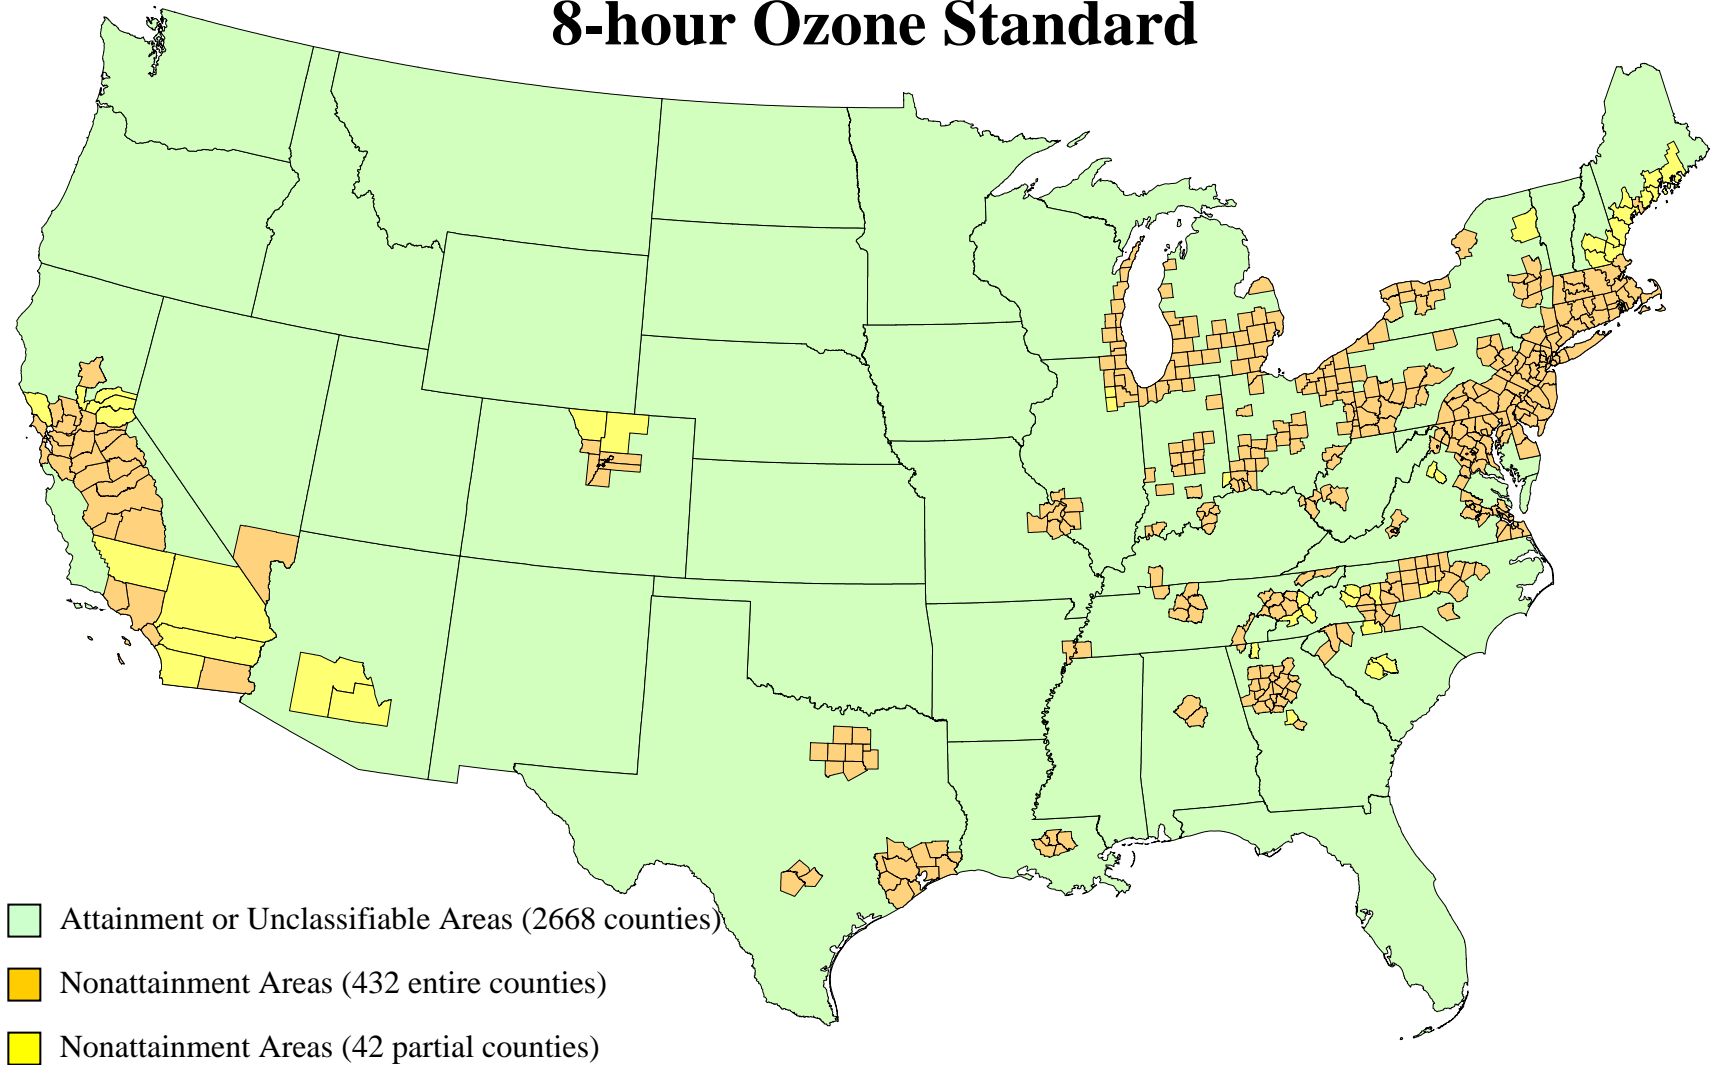 8-hour Ozone Standard
Attainment or Unclassifiable Areas (2668 counties)
Nonattainment Areas (432 entire counties)
Nonattainment Areas (42 partial counties)